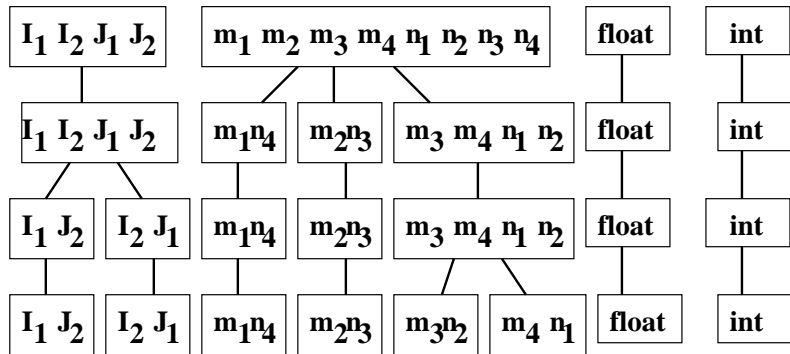 I₁ I₂ J₁ J₂ m₁ m₂ m₃ m₄ n₁ n₂ n₃ n₄ float int
I₁ I₂ J₁ J₂ m₁n₄ m₂n₃ m₃ m₄ n₁ n₂ float int
I₁ J₂ I₂ J₁ m₁n₄ m₂n₃ m₃ m₄ n₁ n₂ float int
I₁ J₂ I₂ J₁ m₁n₄ m₂n₃ m₃n₂ m₄ n₁ float int